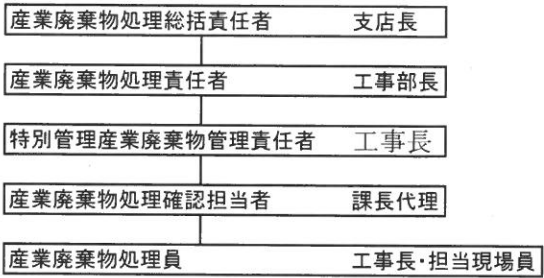 産業廃棄物処理総括責任者 支店長
産業廃棄物処理責任者 工事部長
特別管理産業廃棄物管理責任者 工事長
産業廃棄物処理確認担当者 課長代理
産業廃棄物処理員 工事長・担当現場員